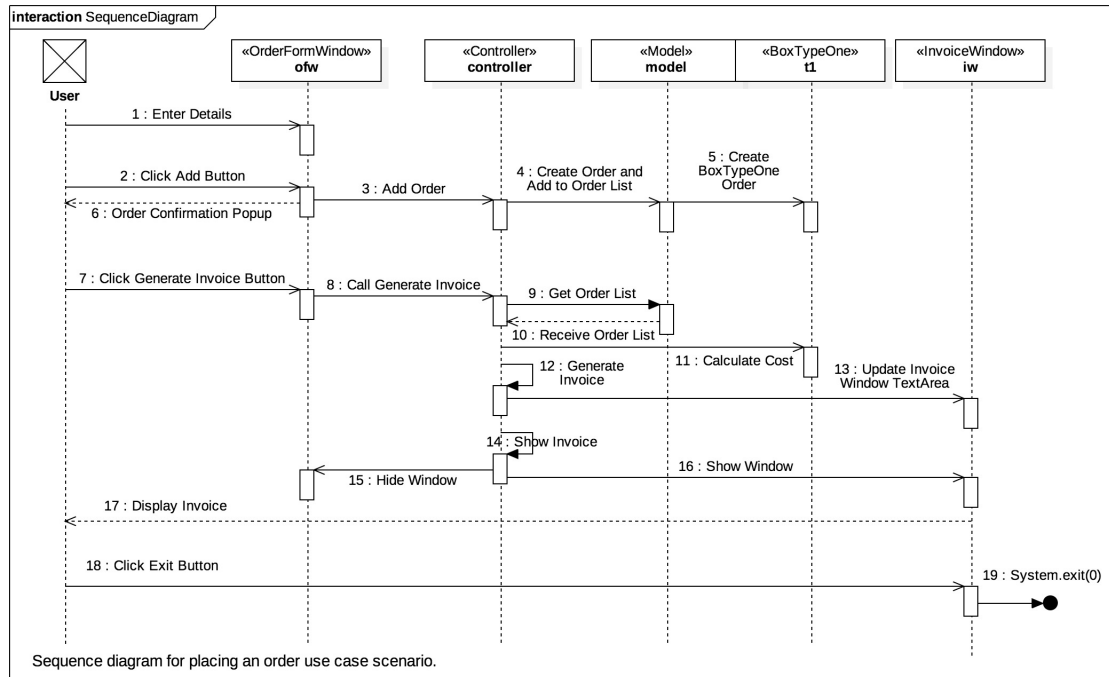 interaction SequenceDiagram
«OrderFormWindow»
ofw
«Controller»
controller
«Model»
model
«BoxTypeOne»
t1
«InvoiceWindow»
iw
User
1 : Enter Details
2 : Click Add Button
3 : Add Order
4 : Create Order and
Add to Order List
5 : Create
BoxTypeOne
Order
6 : Order Confirmation Popup
7 : Click Generate Invoice Button
8 : Call Generate Invoice
9 : Get Order List
10 : Receive Order List
11 : Calculate Cost
12 : Generate
Invoice
13 : Update Invoice
Window TextArea
14 : Show Invoice
15 : Hide Window
16 : Show Window
17 : Display Invoice
18 : Click Exit Button
19 : System.exit(0)
Sequence diagram for placing an order use case scenario.